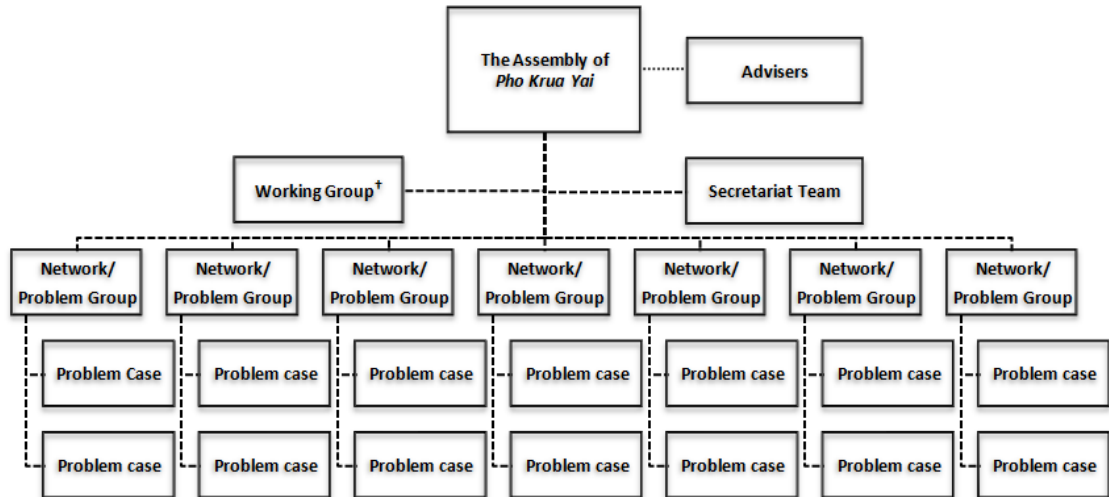 The Assembly of
Pho Krua Yai
Advisers
Working Group†
Secretariat Team
Network/
Problem Group
Network/
Problem Group
Network/
Problem Group
Network/
Problem Group
Network/
Problem Group
Network/
Problem Group
Network/
Problem Group
Problem Case
Problem case
Problem case
Problem case
Problem case
Problem case
Problem case
Problem case
Problem case
Problem case
Problem case
Problem case
Problem case
Problem case